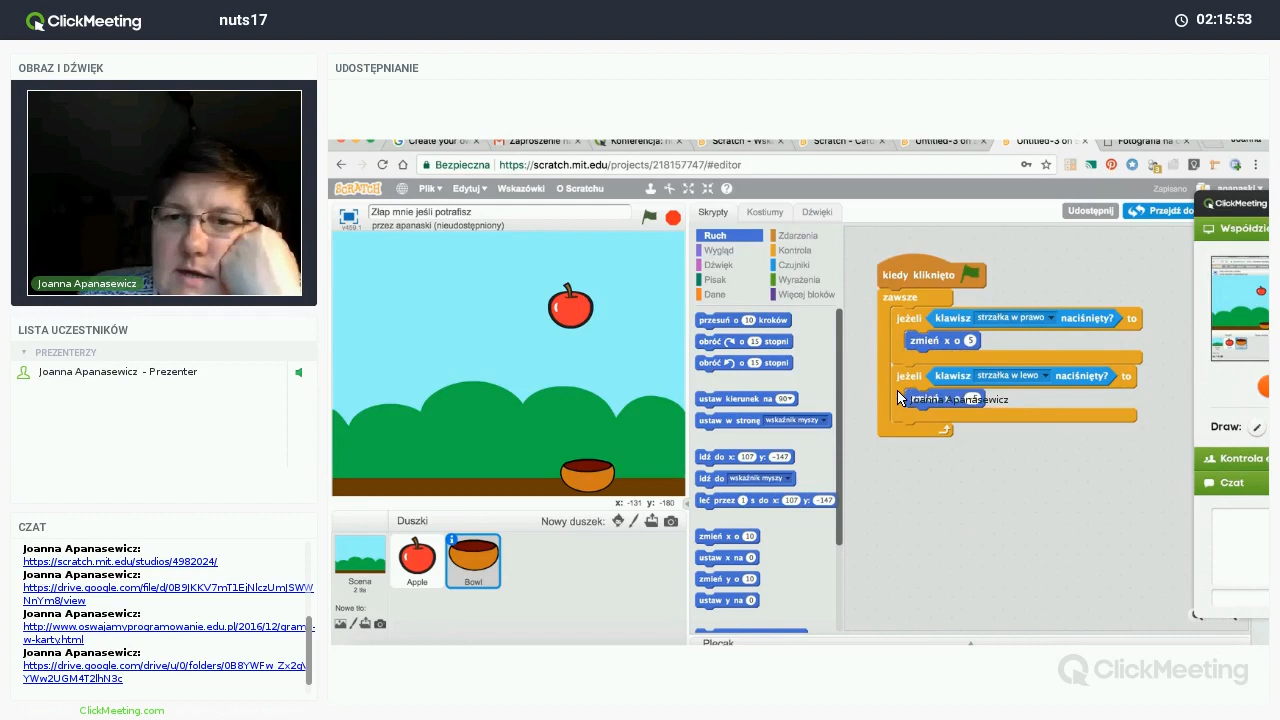 ClickMeeting
nuts17
02:15:53
OBRAZ I DŹWIĘK
UDOSTĘPNIANIE
Joanna Apanasewicz
LISTA UCZESTNIKÓW
PREZENTERZY
Joanna Apanasewicz - Prezenter
CZAT
Joanna Apanasewicz:
https://scratch.mit.edu/studios/4982024/
Joanna Apanasewicz:
Joanna Apanasewicz:
http://www.oswajamyprogramowanie.edu.pl/2016/12/gram
w-karty.html
Joanna Apanasewicz:
ClickMeeting.com
Bezpieczna
https://scratch.mit.edu/projects/218157747/#editor
SCRATCH
Plik
Edytuj
Wskazówki
O Scratchu
Zapisano
Złap mnie jeśli potrafisz
przez apanaski (nieudostępniony)
Skrypty
Kostiumy
Dźwięki
Udostępnij
Przejdź do
Ruch
Zdarzenia
Wygląd
Kontrola
Dźwięk
Czujniki
Pisak
Wyrażenia
Dane
Więcej bloków
przesuń o 10 kroków
obróć o 15 stopni
obróć o 15 stopni
ustaw kierunek na 90
ustaw w stronę wskaźnik myszy
idź do x: 107 y: -147
idź do wskaźnik myszy
leć przez 1 s do x: 107 y: -147
zmień x o 10
ustaw x na 0
zmień y o 10
ustaw y na 0
kiedy kliknięto
zawsze
jeżeli klawisz strzałka w prawo naciśnięty? to
zmień x o 5
jeżeli klawisz strzałka w lewo naciśnięty? to
Joanna Apanasewicz
x: -131 y: -180
Duszki
Nowy duszek:
Scena
2 tła
Nowe tło:
Apple
Bowl
Plecak
ClickMeeting
Współdzie
Draw:
Kontrola e
Czat
ClickMeeting